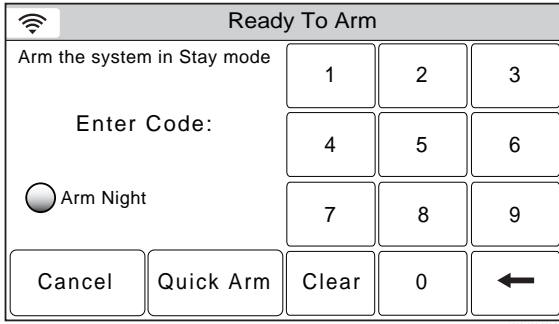 Ready To Arm
Arm the system in Stay mode
Enter Code:
Arm Night
1 2 3
4 5 6
7 8 9
Cancel Quick Arm Clear 0